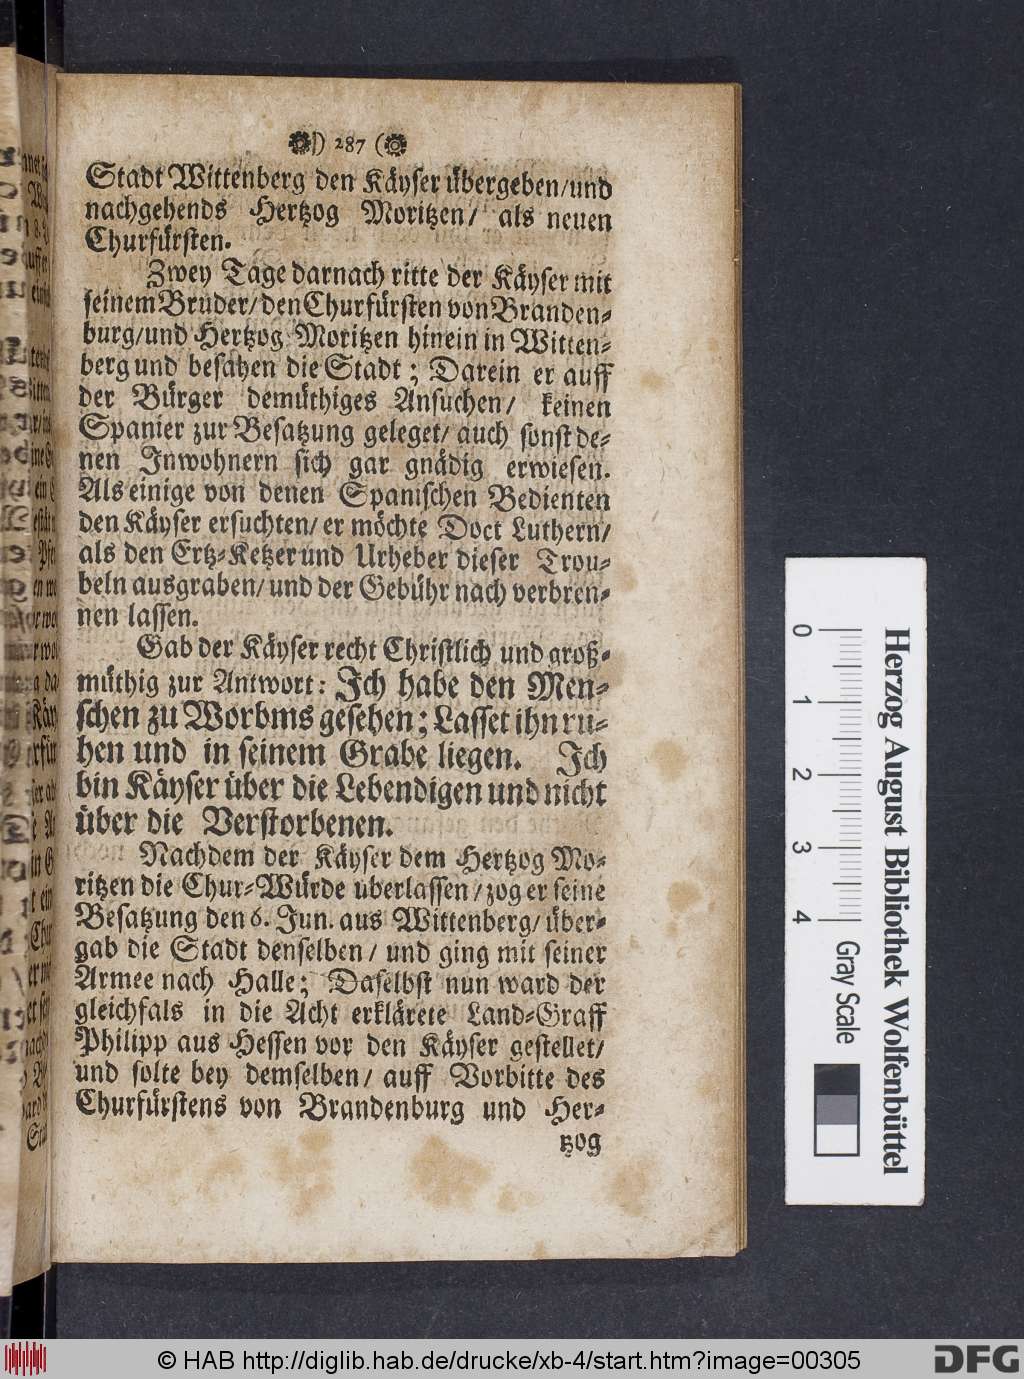 ) 287 (
Stadt Wittenberg den Käyser übergeben/und
nachgehends Hertzog Moritzen/ als neuen
Churfürsten.
Zwey Tage darnach ritte der Käyser mit
seinem Bruder/den Churfürsten von Branden-
burg/und Hertzog Moritzen hinein in Witten-
berg und besahen die Stadt; Darein er auff
der Bürger demüthiges Ansuchen/ keinen
Spanier zur Besatzung geleget/ auch sonst de-
nen Inwohnern sich gar gnädig erwiesen.
Als einige von denen Spanischen Bedienten
den Käyser ersuchten/ er möchte Doct Luthern/
als den Ertz-Ketzer und Urheber dieser Trou-
beln ausgraben/ und der Gebühr nach verbren-
nen lassen.
Gab der Käyser recht Christlich und groß-
müthig zur Antwort: Ich habe den Men-
schen zu Worbms gesehen; Lasset ihn ru-
hen und in seinem Grabe liegen. Ich
bin Käyser über die Lebendigen und nicht
über die Verstorbenen.
Nachdem der Käyser dem Hertzog Mo-
ritzen die Chur-Würde überlassen/ zog er seine
Besatzung den 6. Jun. aus Wittenberg/ über-
gab die Stadt denselben/ und ging mit seiner
Armee nach Halle; Daselbst nun ward der
gleichfals in die Acht erklärete Land-Graff
Philipp aus Hessen vor den Käyser gestellet/
und solte bey demselben/ auff Vorbitte des
Churfürstens von Brandenburg und Her-
tzog
0 1 2 3 4
Gray Scale
Herzog August Bibliothek Wolfenbüttel
© HAB http://diglib.hab.de/drucke/xb-4/start.htm?image=00305
DFG